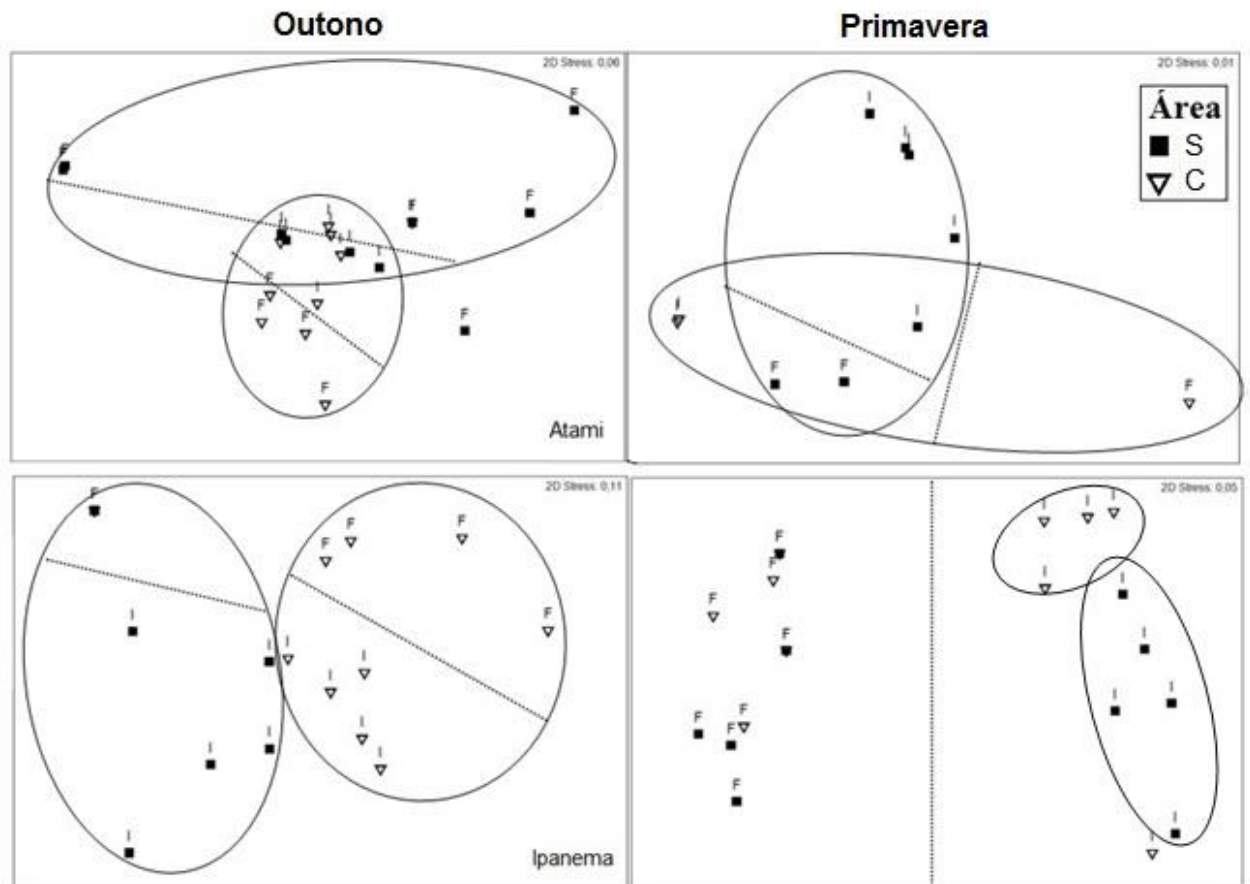 Outono
Primavera
2D Stress: 0,06
F
F
F F
I I I
I
F I
F F F
F
Atami
2D Stress: 0,01
Área
S
C
I
I
I
I
I
F F
F
2D Stress: 0,11
F
F F F
I F
I I I
I I
I I
I
I
Ipanema
2D Stress: 0,05
I I I
F
F I I
F
F I
I I
F F F
F
I
I